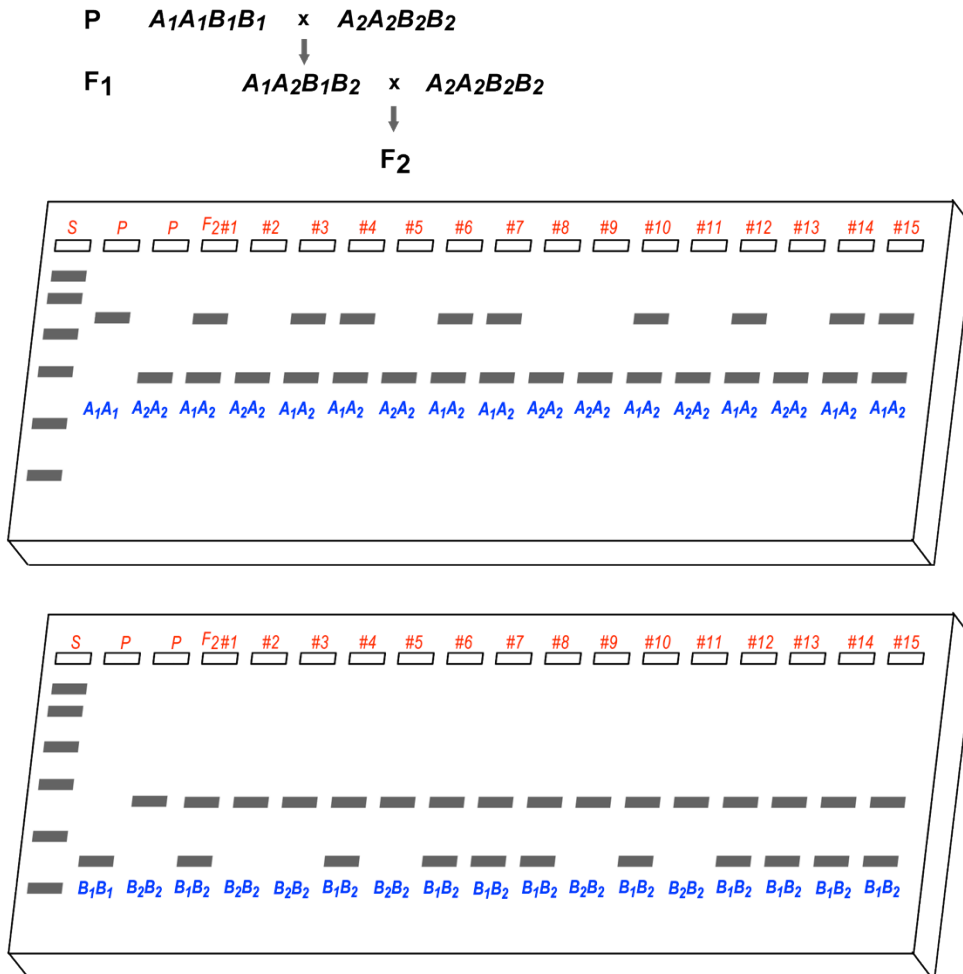 P A1A1B1B1 x A2A2B2B2
F1 A1A2B1B2 x A2A2B2B2
F2
S P P F2#1 #2 #3 #4 #5 #6 #7 #8 #9 #10 #11 #12 #13 #14 #15
A1A1 A2A2 A1A2 A2A2 A1A2 A1A2 A2A2 A1A2 A1A2 A2A2 A2A2 A1A2 A2A2 A1A2 A2A2 A1A2 A1A2
S P P F2#1 #2 #3 #4 #5 #6 #7 #8 #9 #10 #11 #12 #13 #14 #15
B1B1 B2B2 B1B2 B2B2 B2B2 B1B2 B2B2 B1B2 B1B2 B1B2 B2B2 B1B2 B2B2 B1B2 B1B2 B1B2 B1B2